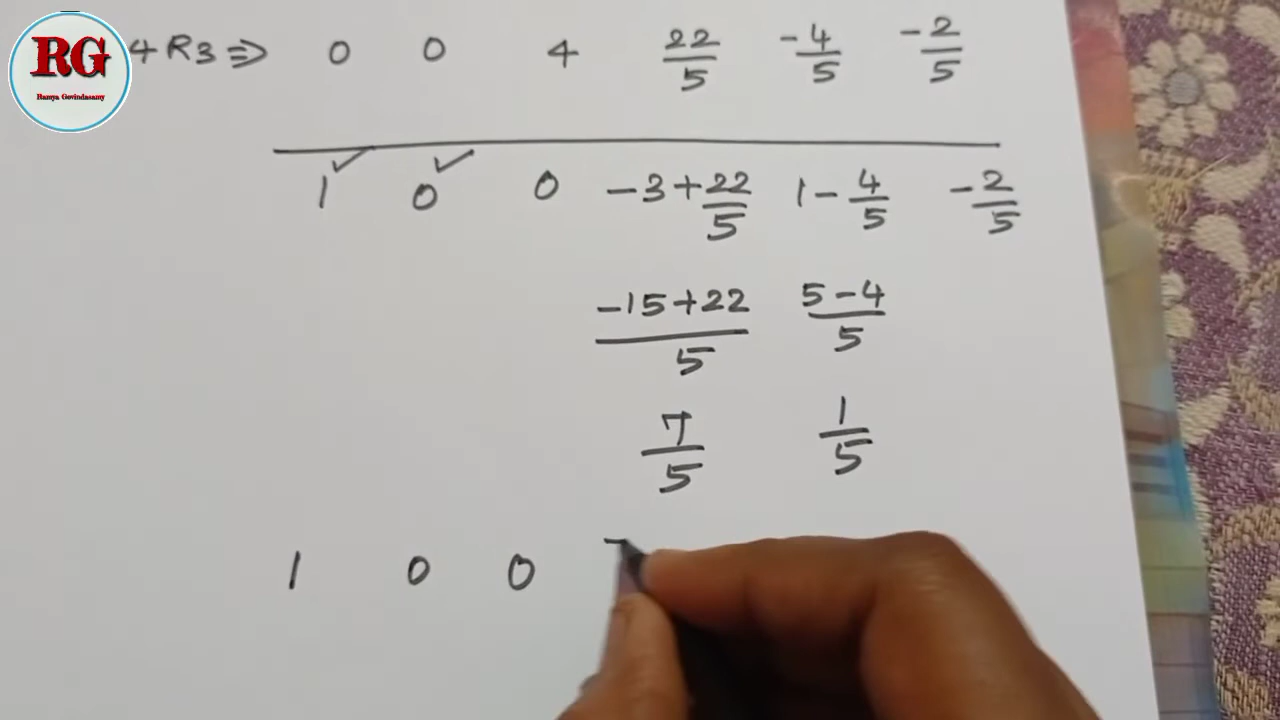 RG
Ramya Govindasamy
4R3 ⇒ 0 0 4 22/5 -4/5 -2/5
1 0 0 -3+22/5 1-4/5 -2/5
-15+22/5 5-4/5
7/5 1/5
1 0 0